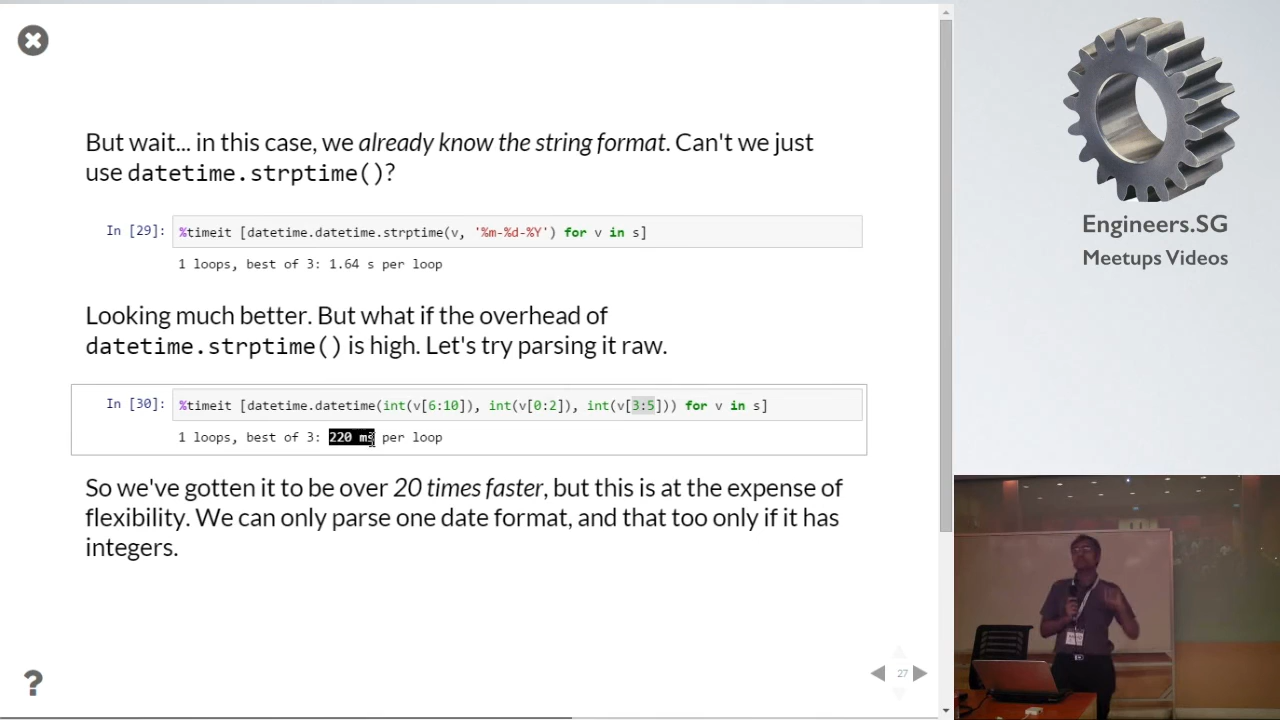 But wait... in this case, we already know the string format. Can't we just
use datetime.strptime()?
In [29]: %timeit [datetime.datetime.strptime(v, '%m-%d-%Y') for v in s]
1 loops, best of 3: 1.64 s per loop
Looking much better. But what if the overhead of
datetime.strptime() is high. Let's try parsing it raw.
In [30]: %timeit [datetime.datetime(int(v[6:10]), int(v[0:2]), int(v[3:5])) for v in s]
1 loops, best of 3: 220 ms per loop
So we've gotten it to be over 20 times faster, but this is at the expense of
flexibility. We can only parse one date format, and that too only if it has
integers.
?
27
Engineers.SG
Meetups Videos